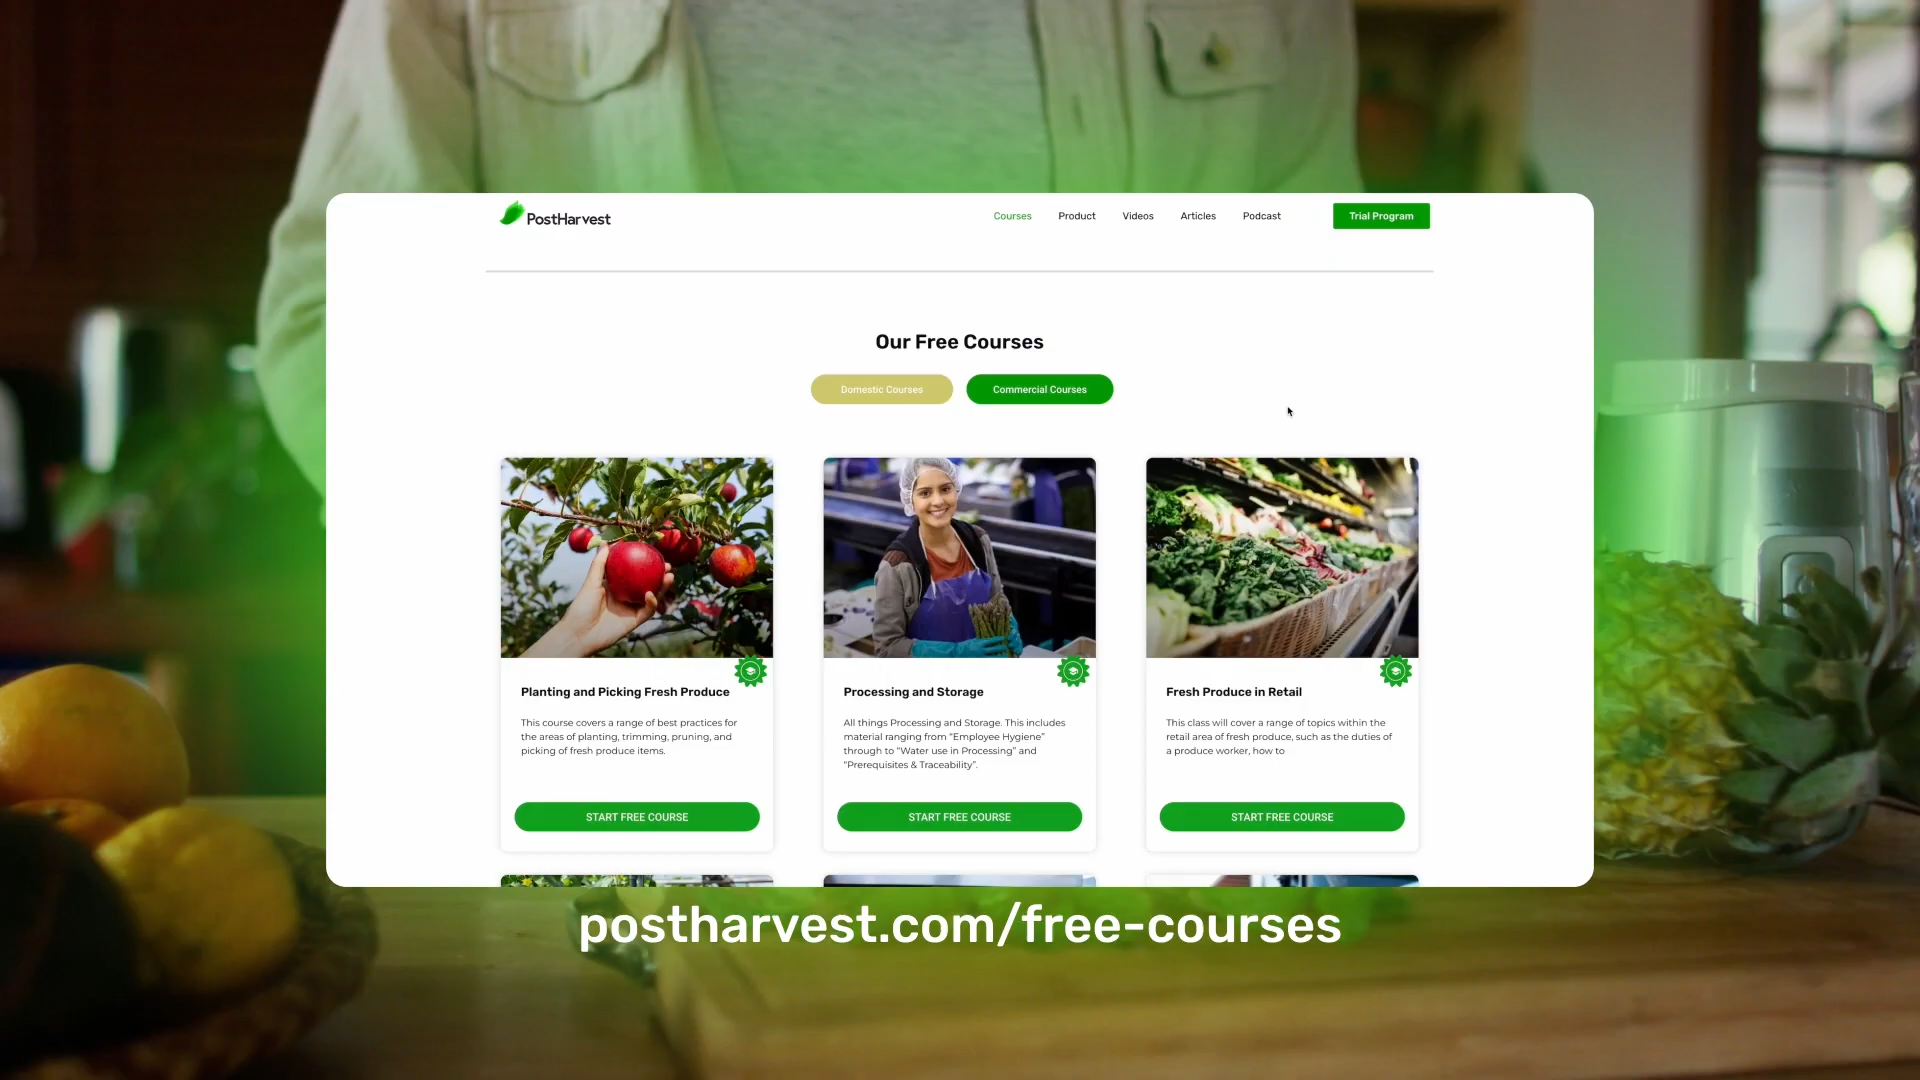 PostHarvest
Courses
Product
Videos
Articles
Podcast
Trial Program
Our Free Courses
Domestic Courses
Commercial Courses
Planting and Picking Fresh Produce
This course covers a range of best practices for
the areas of planting, trimming, pruning, and
picking of fresh produce items.
START FREE COURSE
Processing and Storage
All things Processing and Storage. This includes
material ranging from “Employee Hygiene”
through to “Water use in Processing” and
“Prerequisites & Traceability”.
START FREE COURSE
Fresh Produce in Retail
This class will cover a range of topics within the
retail area of fresh produce, such as the duties of
a produce worker, how to
START FREE COURSE
postharvest.com/free-courses